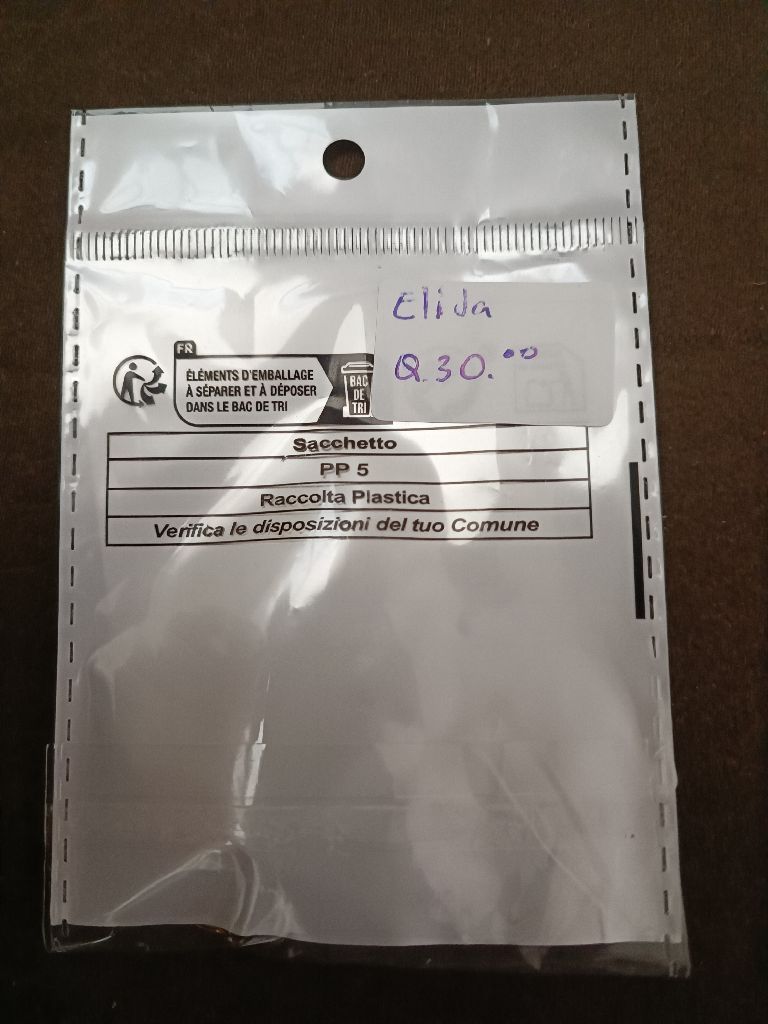 Elida
Q.30.⁰⁰
FR
ÉLÉMENTS D'EMBALLAGE
À SÉPARER ET À DÉPOSER
DANS LE BAC DE TRI
BAC
DE
TRI
Sacchetto
PP 5
Raccolta Plastica
Verifica le disposizioni del tuo Comune